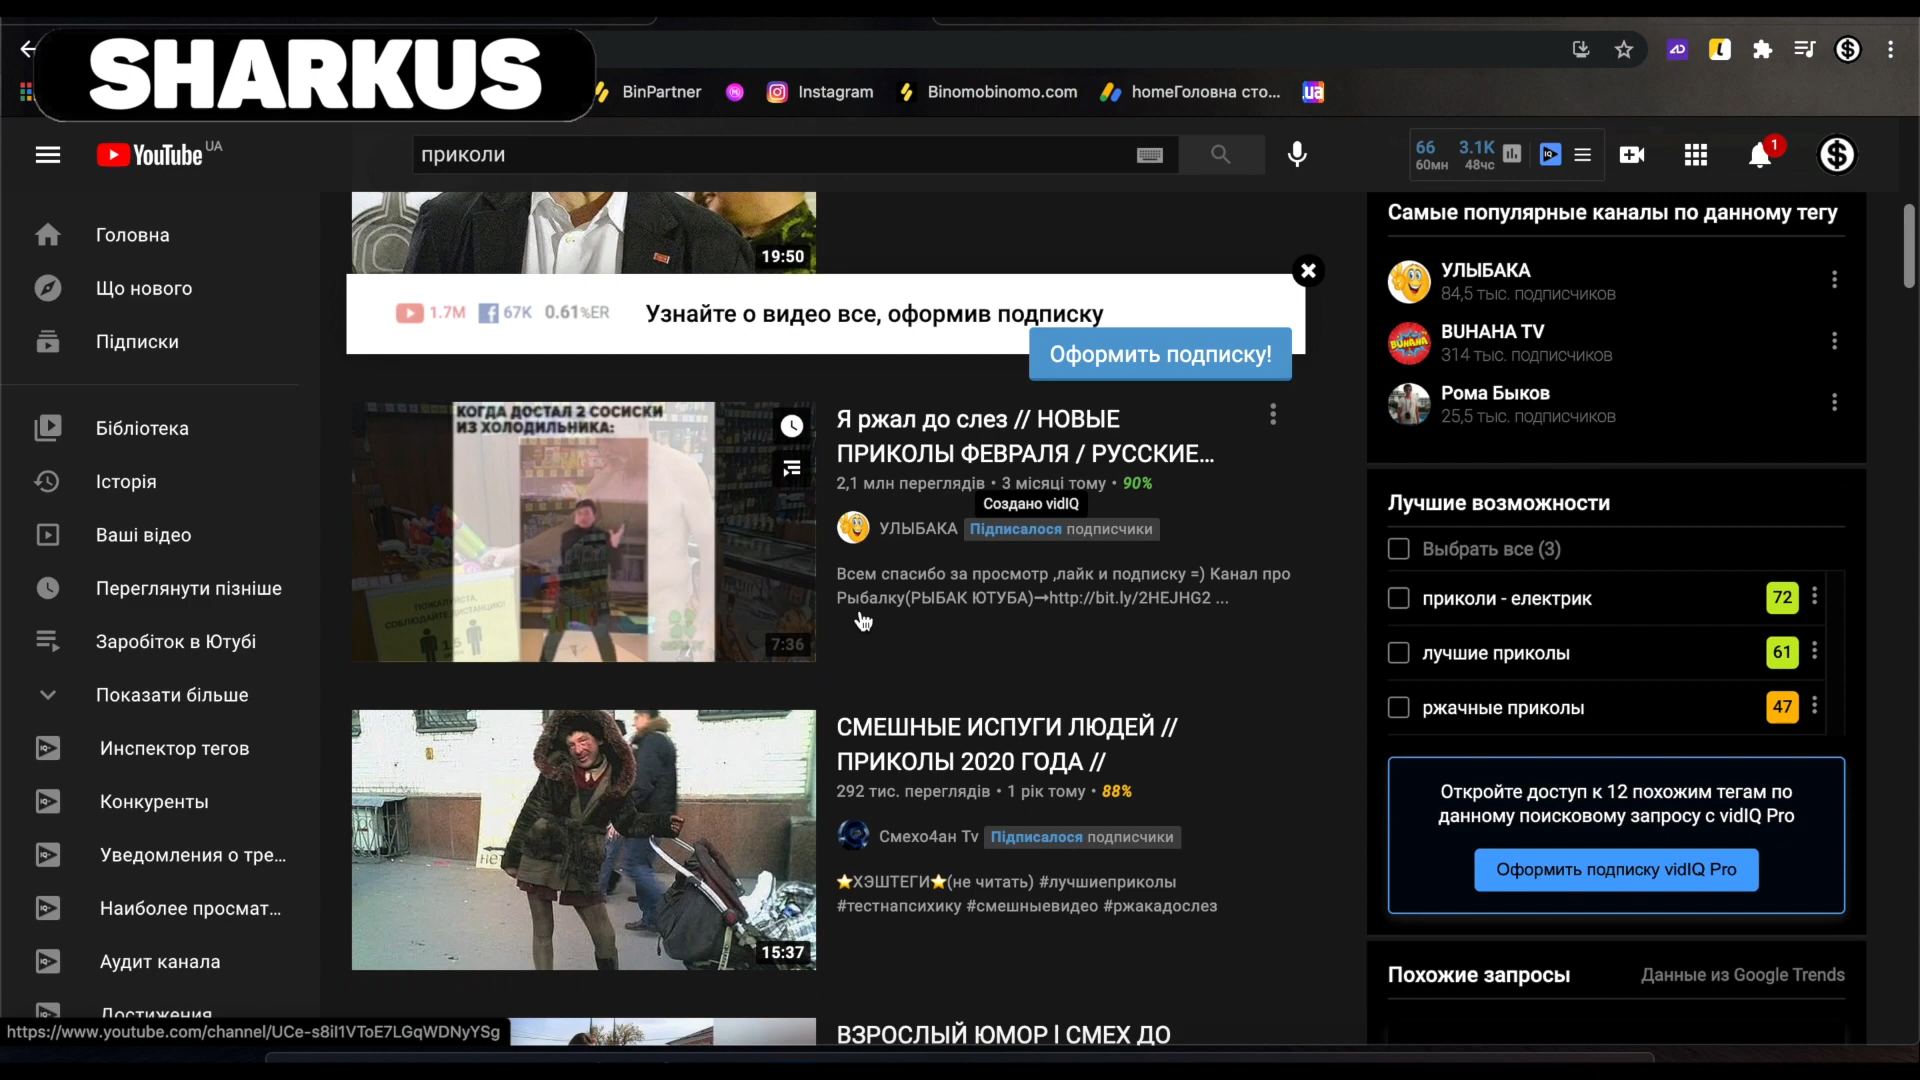 SHARKUS
BinPartner
Instagram
Binomobinomo.com
homeГоловна сто...
.ua
YouTube UA
приколи
66
60мн
3.1K
48чс
1
Головна
Що нового
Підписки
Бібліотека
Історія
Ваші відео
Переглянути пізніше
Заробіток в Ютубі
Показати більше
Инспектор тегов
Конкуренты
Уведомления о тре...
Наиболее просмат...
Аудит канала
Достижения
https://www.youtube.com/channel/UCe-s8il1VToE7LGqWDNyYSg
19:50
1.7M 67K 0.61%ER
Узнайте о видео все, оформив подписку
Оформить подписку!
КОГДА ДОСТАЛ 2 СОСИСКИ
ИЗ ХОЛОДИЛЬНИКА:
ПОЖАЛУЙСТА,
СОБЛЮДАЙТЕ ДИСТАНЦИЮ!
1.5
7:36
Я ржал до слез // НОВЫЕ
ПРИКОЛЫ ФЕВРАЛЯ / РУССКИЕ...
2,1 млн переглядів • 3 місяці тому • 90%
Создано vidIQ
УЛЫБАКА Підписалося подписчики
Всем спасибо за просмотр ,лайк и подписку =) Канал про
Рыбалку(РЫБАК ЮТУБА)➞http://bit.ly/2HEJHG2 ...
НЕТ
15:37
СМЕШНЫЕ ИСПУГИ ЛЮДЕЙ //
ПРИКОЛЫ 2020 ГОДА //
292 тис. переглядів • 1 рік тому • 88%
Смехо4ан Tv Підписалося подписчики
⭐ХЭШТЕГИ⭐(не читать) #лучшиеприколы
#тестнапсихику #смешныевидео #ржакадослез
ВЗРОСЛЫЙ ЮМОР | СМЕХ ДО
Самые популярные каналы по данному тегу
УЛЫБАКА
84,5 тыс. подписчиков
BUHAHA TV
314 тыс. подписчиков
Рома Быков
25,5 тыс. подписчиков
Лучшие возможности
Выбрать все (3)
приколи - електрик 72
лучшие приколы 61
ржачные приколы 47
Откройте доступ к 12 похожим тегам по
данному поисковому запросу с vidIQ Pro
Оформить подписку vidIQ Pro
Похожие запросы Данные из Google Trends